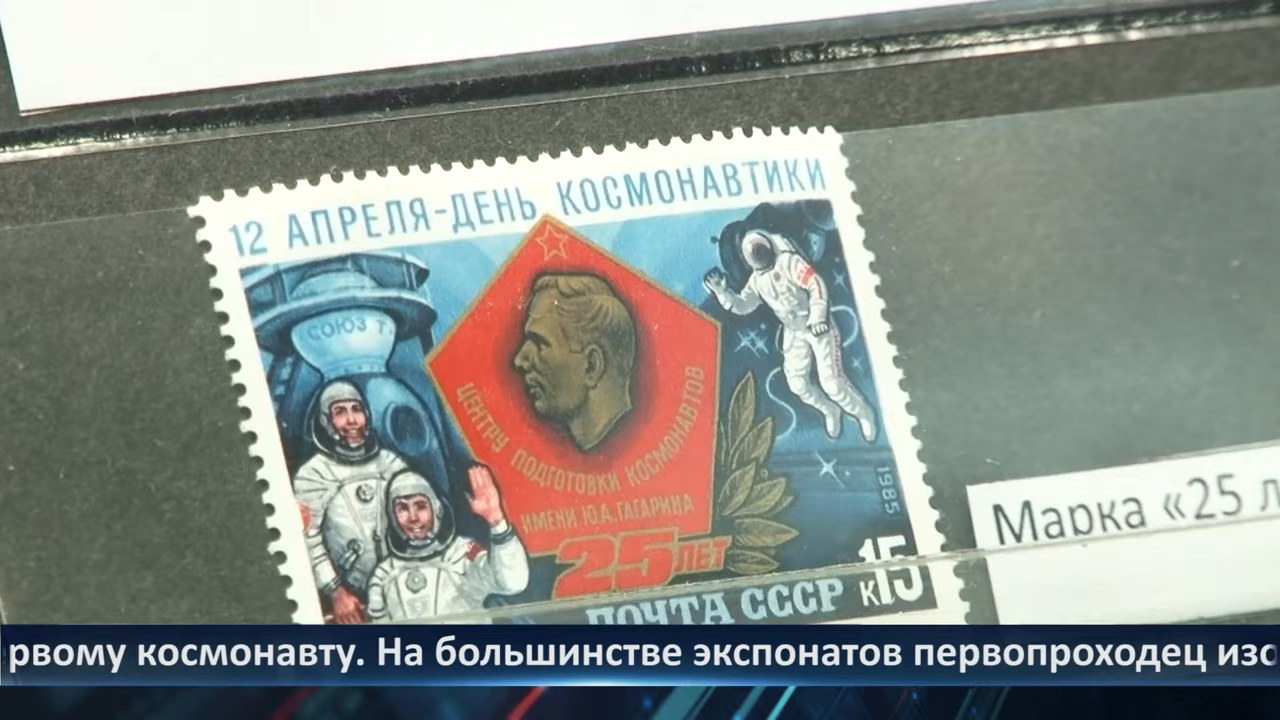 12 АПРЕЛЯ-ДЕНЬ КОСМОНАВТИКИ
СОЮЗ Т
ЦЕНТРУ ПОДГОТОВКИ КОСМОНАВТОВ
ИМЕНИ Ю.А.ГАГАРИНА
25 ЛЕТ
1985
15 к
ПОЧТА СССР
Марка «25 л
рвому космонавту. На большинстве экспонатов первопроходец изо